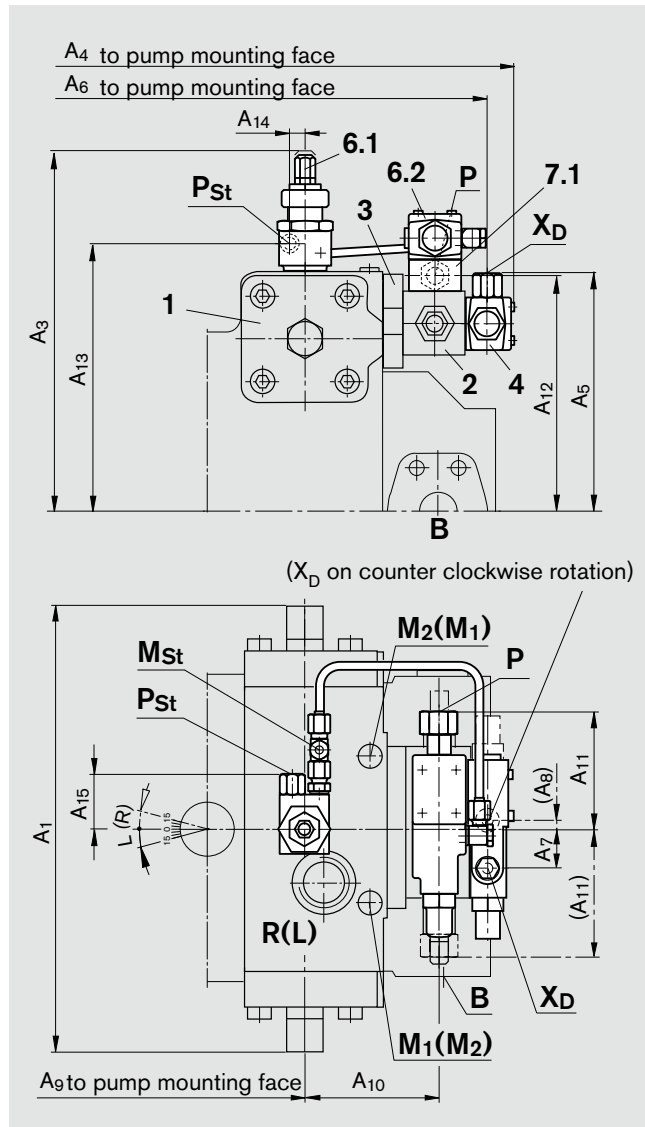 A4 to pump mounting face
A6 to pump mounting face
A14
6.1
6.2
P
7.1
PSt
3
XD
1
A3
A13
2
4
A12
A5
B
(XD on counter clockwise rotation)
M2(M1)
MSt
P
PSt
A11
(A8)
A15
A1
L (R)
15 0 15
A7
(A11)
R(L)
B
XD
M1(M2)
A9 to pump mounting face
A10